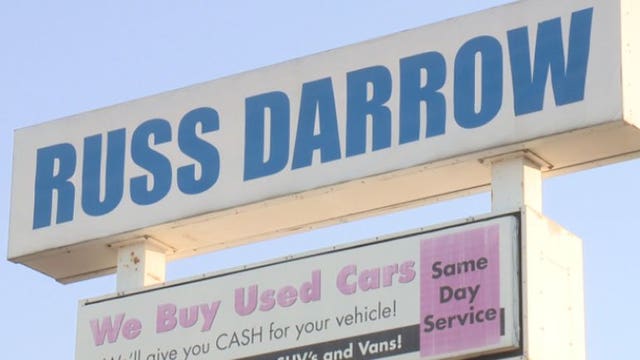 RUSS DARROW
We Buy Used Cars
Same
Day
Service
We'll give you CASH for your vehicle!
SUV's and Vans!